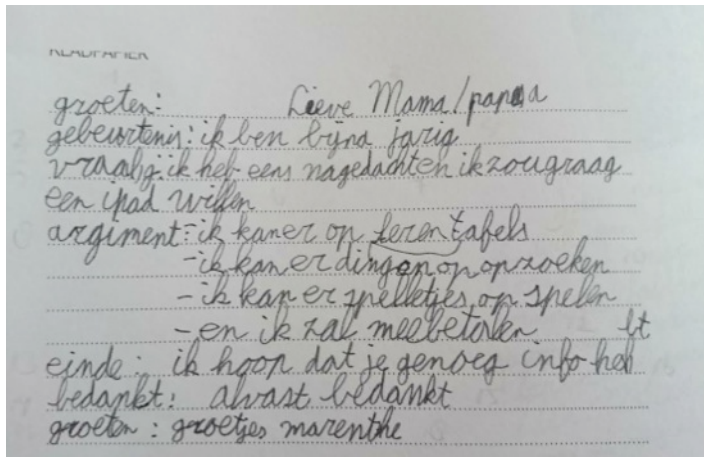 KLADPAPIER
groeten: Lieve Mama/papa
gebeurtenis: ik ben bijna jarig
vraag: ik heb eens nagedacht en ik zou graag
een ipad willen
argiment: - ik kan er op leren tafels
- ik kan er dingen op opzoeken
- ik kan er spelletjes op spelen
- en ik zal meebetalen
einde: ik hoop dat je genoeg info hebt
bedankt: alvast bedankt
groeten: groetjes marenthe